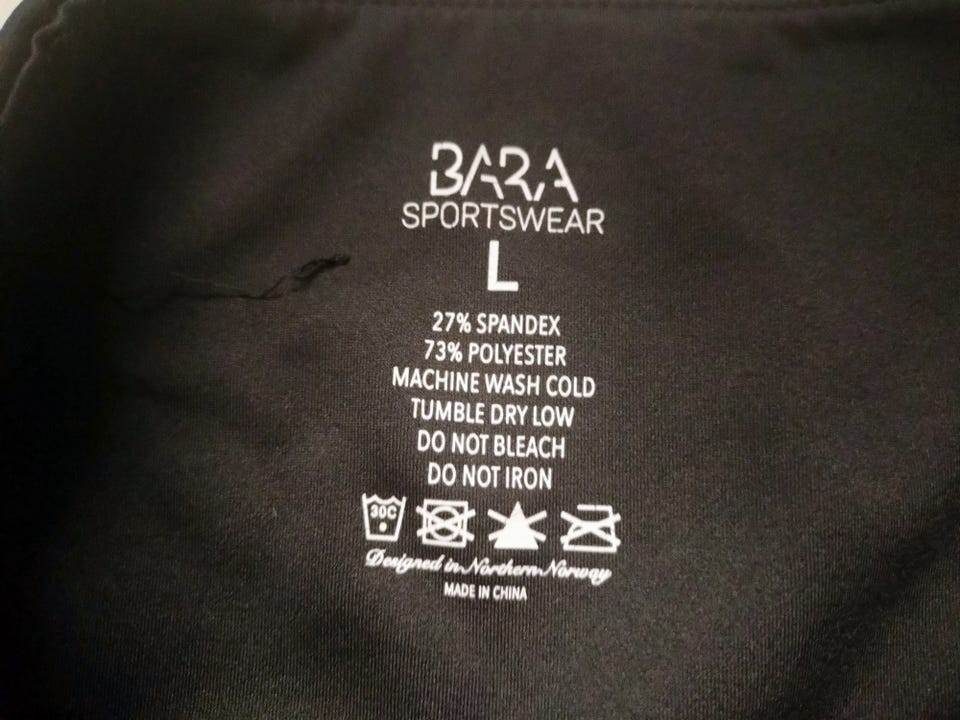 BARA
SPORTSWEAR
L
27% SPANDEX
73% POLYESTER
MACHINE WASH COLD
TUMBLE DRY LOW
DO NOT BLEACH
DO NOT IRON
30C
Designed in Northern Norway
MADE IN CHINA